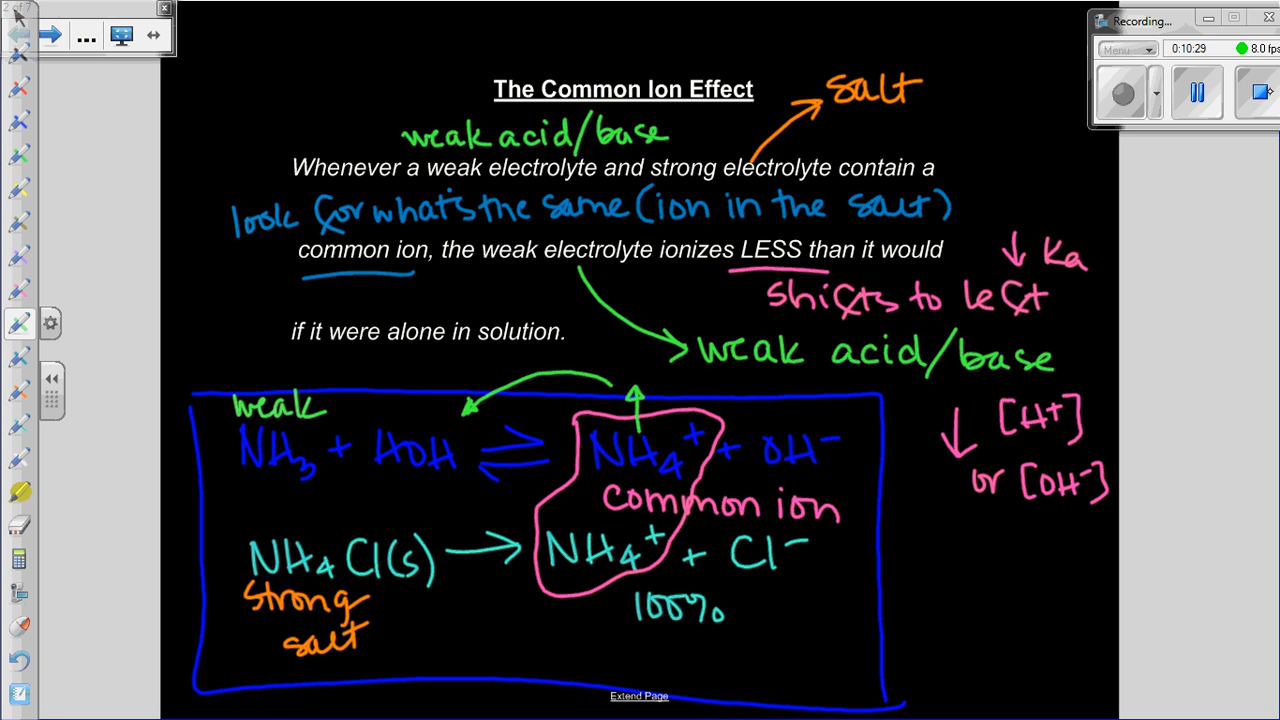 2 of 7
...
Recording...
Menu
0:10:29
8.0 fps
The Common Ion Effect
salt
weak acid/base
Whenever a weak electrolyte and strong electrolyte contain a
look for what's the same (ion in the salt)
common ion, the weak electrolyte ionizes LESS than it would
↓ Ka
shifts to left
if it were alone in solution.
weak acid/base
weak
NH₃ + HOH ⇌ NH₄⁺ + OH⁻
↓ [H+]
or [OH⁻]
common ion
NH₄Cl(s) → NH₄⁺ + Cl⁻
strong
salt
100%
Extend Page